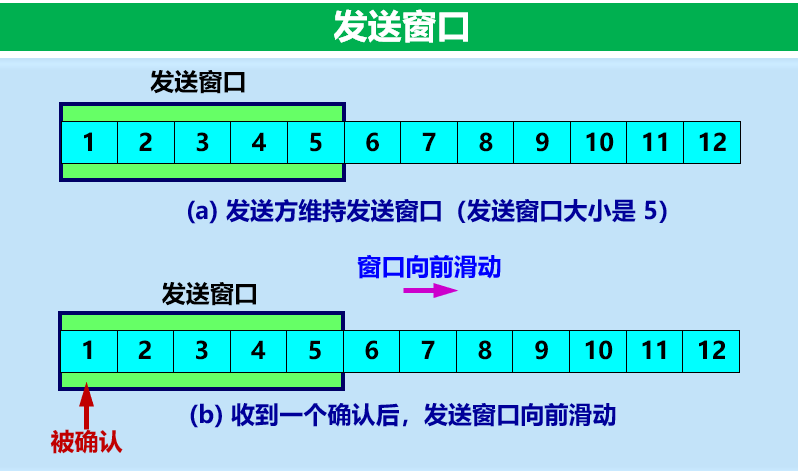 发送窗口
发送窗口
1 2 3 4 5 6 7 8 9 10 11 12
(a) 发送方维持发送窗口（发送窗口大小是 5）
窗口向前滑动
发送窗口
1 2 3 4 5 6 7 8 9 10 11 12
被确认
(b) 收到一个确认后，发送窗口向前滑动